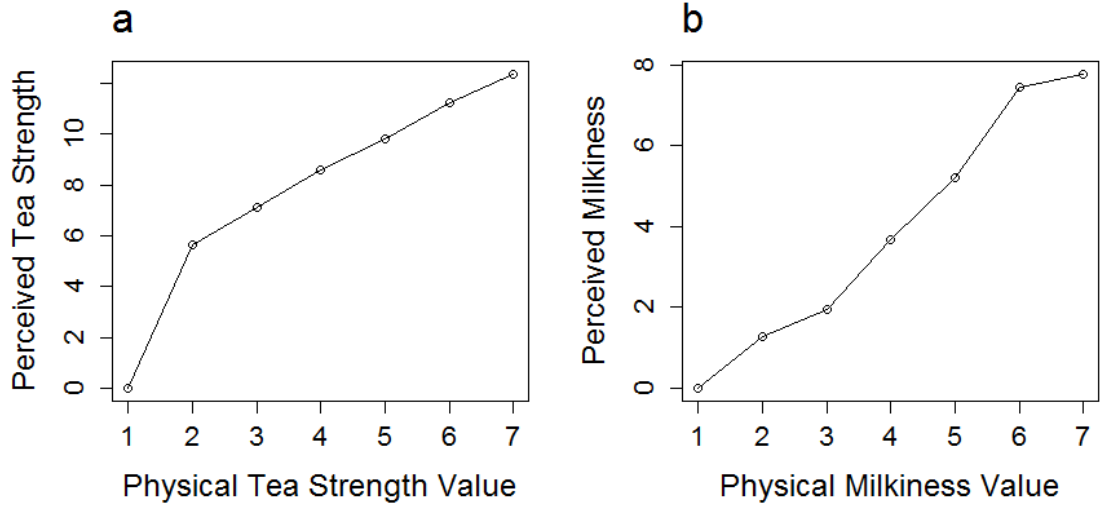 a
Perceived Tea Strength
0 2 4 6 8 10
1 2 3 4 5 6 7
Physical Tea Strength Value
b
Perceived Milkiness
0 2 4 6 8
1 2 3 4 5 6 7
Physical Milkiness Value